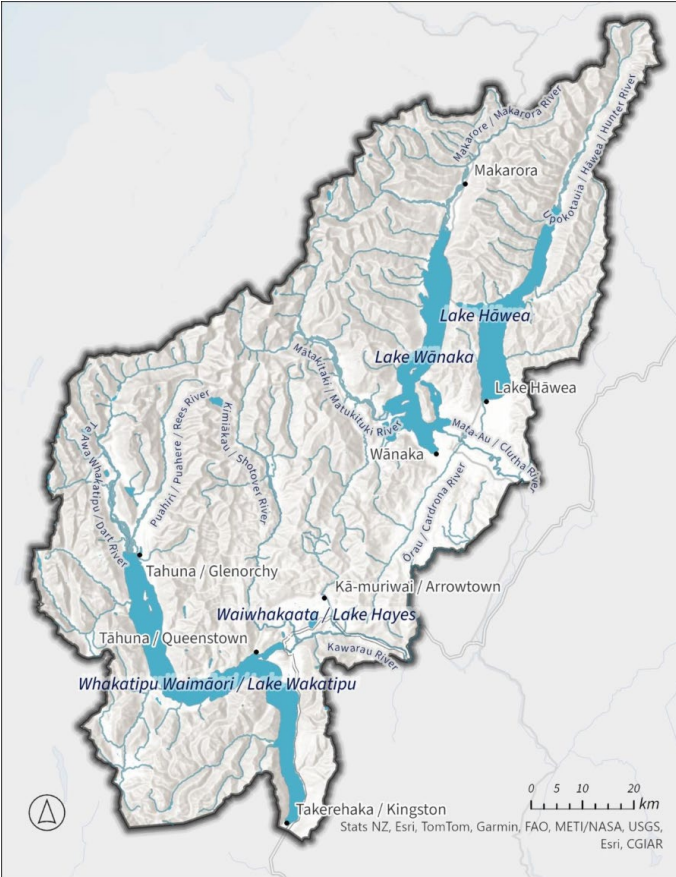 Makarore / Makarora River
Upokotauia / Hāwea / Hunter River
Makarora
Lake Hāwea
Lake Wānaka
Mātakitaki / Matukituki River
Lake Hāwea
Mata-Au / Clutha River
Wānaka
Te Awa Whakatipu / Dart River
Puahiri / Puahere / Rees River
Kimiākau / Shotover River
Ōrau / Cardrona River
Tahuna / Glenorchy
Kā-muriwai / Arrowtown
Waiwhakaata / Lake Hayes
Tāhuna / Queenstown
Kawarau River
Whakatipu Waimāori / Lake Wakatipu
Takerehaka / Kingston
0 5 10 20
km
Stats NZ, Esri, TomTom, Garmin, FAO, METI/NASA, USGS,
Esri, CGIAR